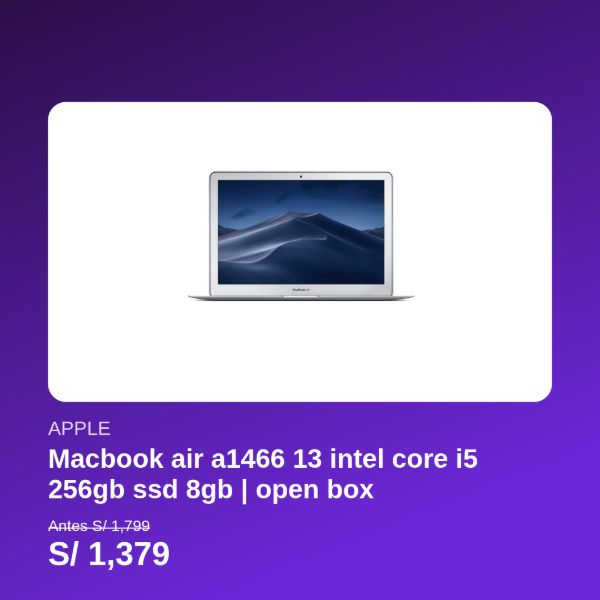 APPLE
Macbook air a1466 13 intel core i5
256gb ssd 8gb | open box
Antes S/ 1,799
S/ 1,379